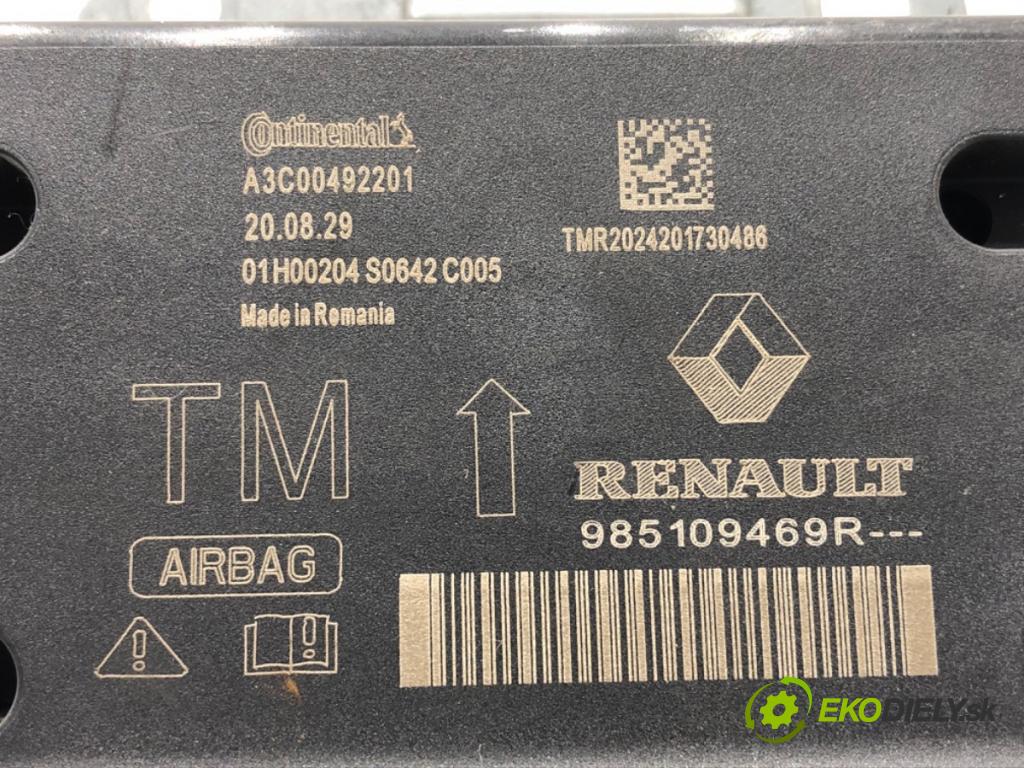 Continental
A3C00492201
20.08.29
01H00204 S0642 C005
Made in Romania
TMR2024201730486
TM
RENAULT
985109469R---
AIRBAG
EKODIELY.sk